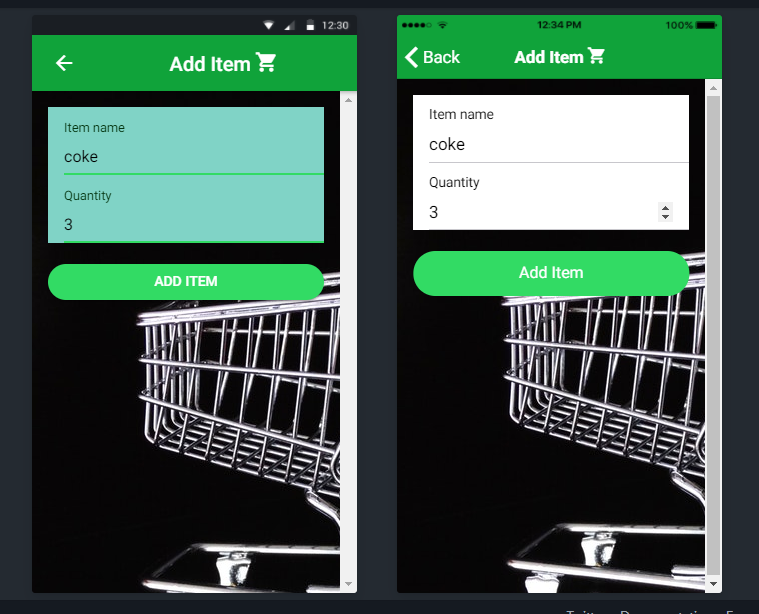 12:30
Add Item
Item name
coke
Quantity
3
ADD ITEM
12:34 PM
100%
Back
Add Item
Item name
coke
Quantity
3
Add Item